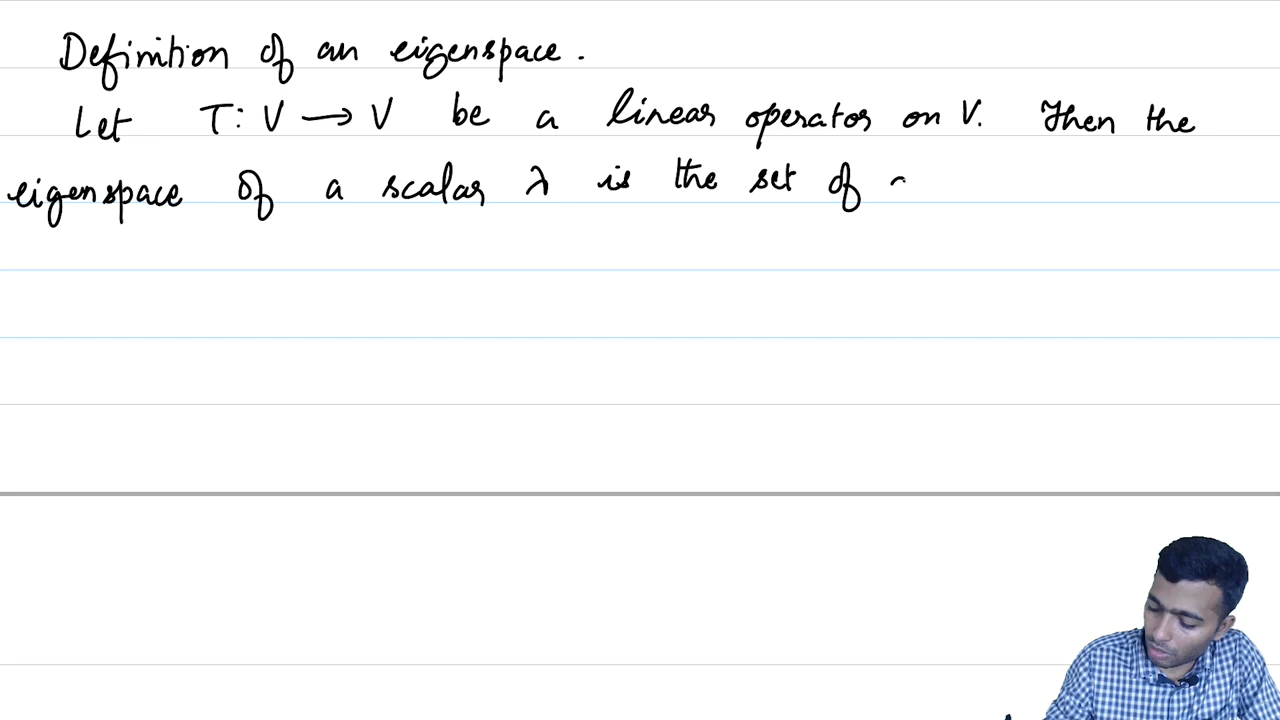 Definition of an eigenspace.
Let T: V → V be a linear operator on V. Then the
eigenspace of a scalar λ is the set of